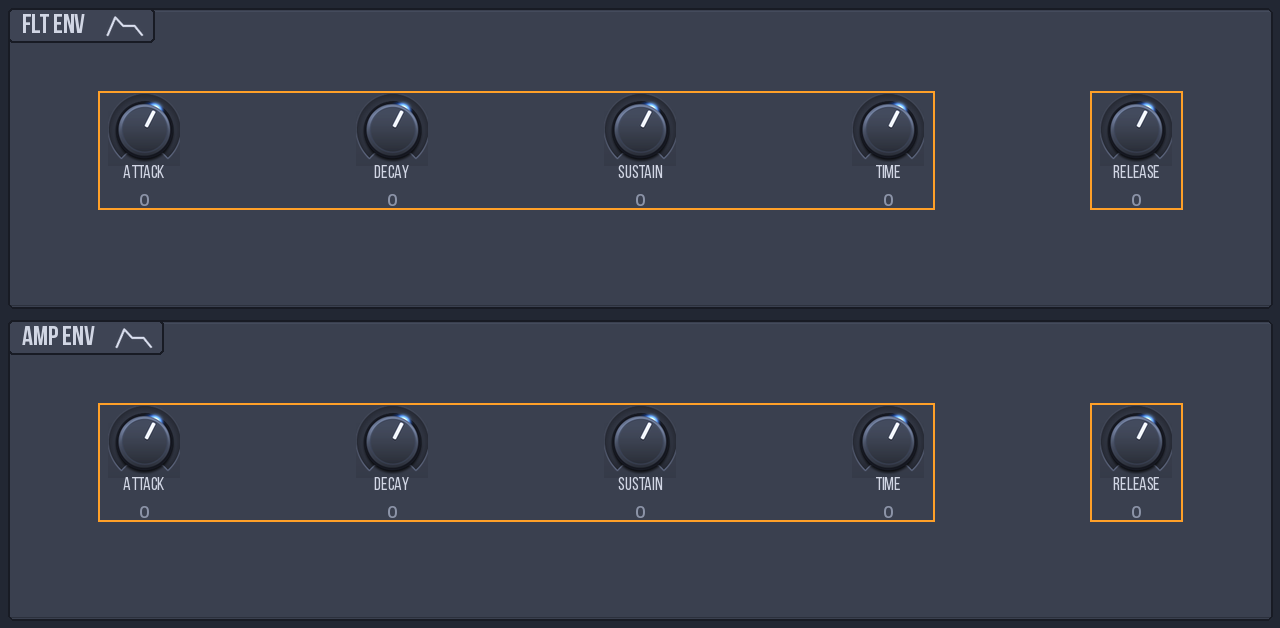 FLT ENV
ATTACK DECAY SUSTAIN TIME RELEASE
0 0 0 0 0
AMP ENV
ATTACK DECAY SUSTAIN TIME RELEASE
0 0 0 0 0